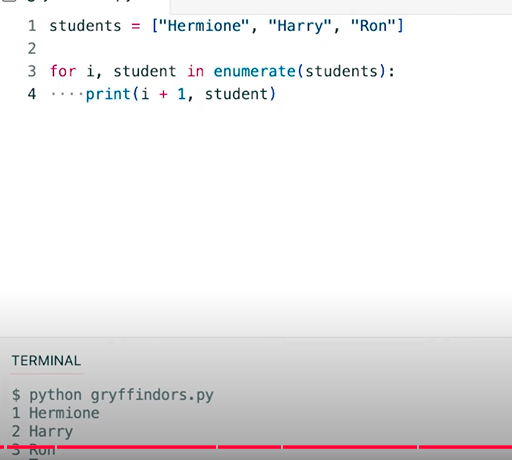 1 students = ["Hermione", "Harry", "Ron"]
2
3 for i, student in enumerate(students):
4 ····print(i + 1, student)
TERMINAL
$ python gryffindors.py
1 Hermione
2 Harry
3 Ron